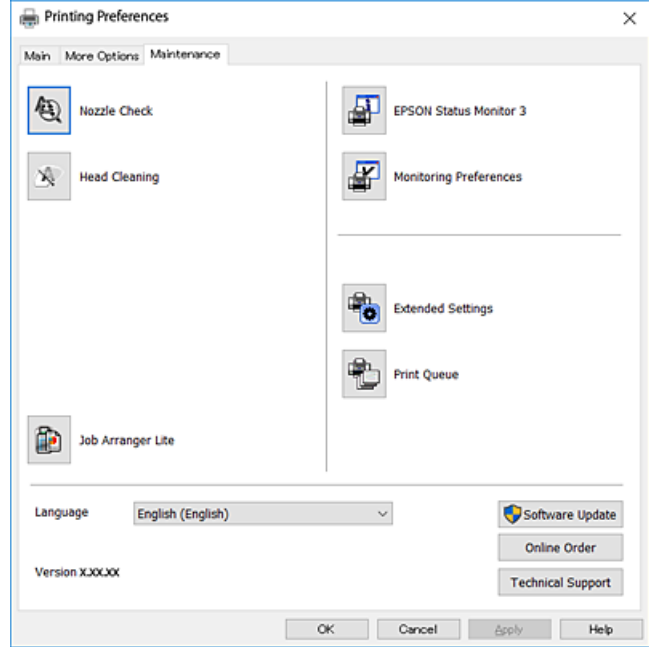 Printing Preferences
Main More Options Maintenance
Nozzle Check
EPSON Status Monitor 3
Head Cleaning
Monitoring Preferences
Extended Settings
Print Queue
Job Arranger Lite
Language
English (English)
Software Update
Online Order
Version X.XX.XX
Technical Support
OK Cancel Apply Help